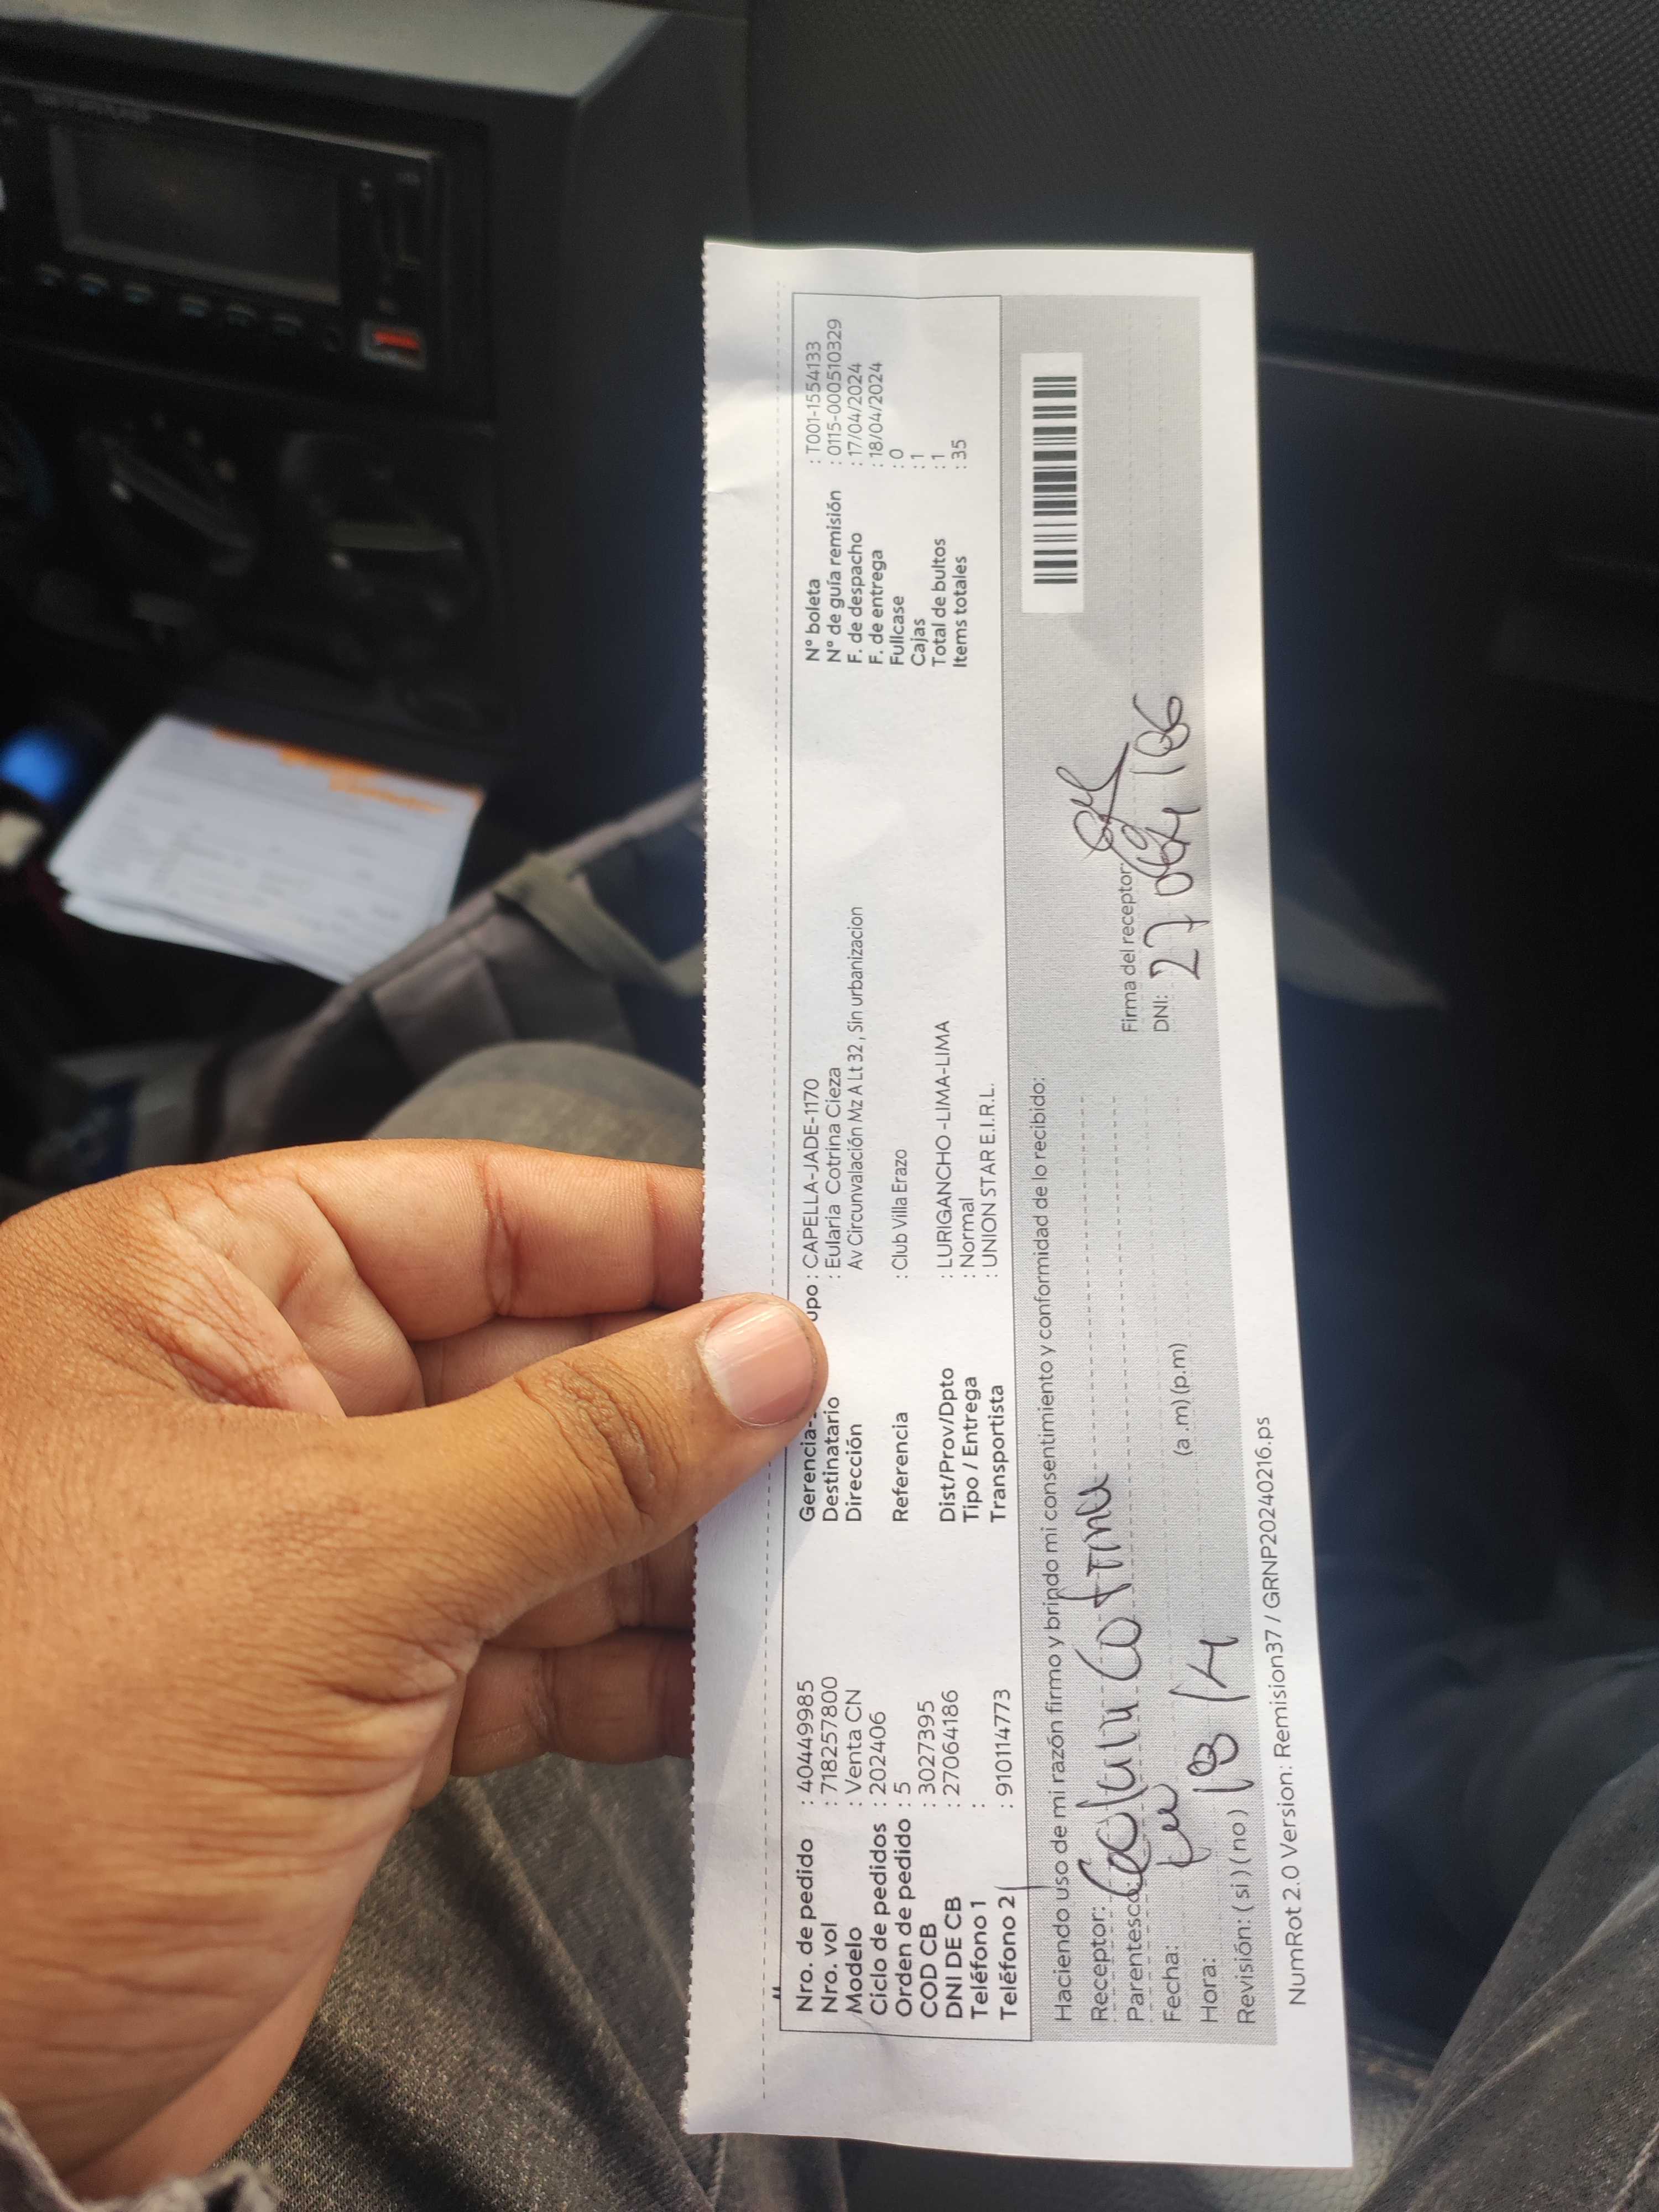 Nro. de pedido : 40449985
Nro. vol : 718257800
Modelo : Venta CN
Ciclo de pedidos : 202406
Orden de pedido : 5
COD CB : 3027395
DNI DE CB : 27064186
Teléfono 1 :
Teléfono 2 : 910114773
Gerencia- upo : CAPELLA-JADE-1170
Destinatario : Eularia Cotrina Cieza
Dirección Av Circunvalación Mz A Lt 32 , Sin urbanizacion
Referencia : Club Villa Erazo
Dist/Prov/Dpto : LURIGANCHO -LIMA-LIMA
Tipo / Entrega : Normal
Transportista : UNION STAR E.I.R.L.
N° boleta : T001-1554133
N° de guía remisión : 0115-000510329
F. de despacho : 17/04/2024
F. de entrega : 18/04/2024
Fullcase : 0
Cajas : 1
Total de bultos : 1
Items totales : 35
Haciendo uso de mi razón firmo y brindo mi consentimiento y conformidad de lo recibido:
Receptor: Cotrina
Parentesco:
Fecha: 18/4
Hora: (a .m) (p.m)
Revisión: ( si ) ( no )
Firma del receptor:
DNI: 27064186
NumRot 2.0 Version: Remision37 / GRNP20240216.ps